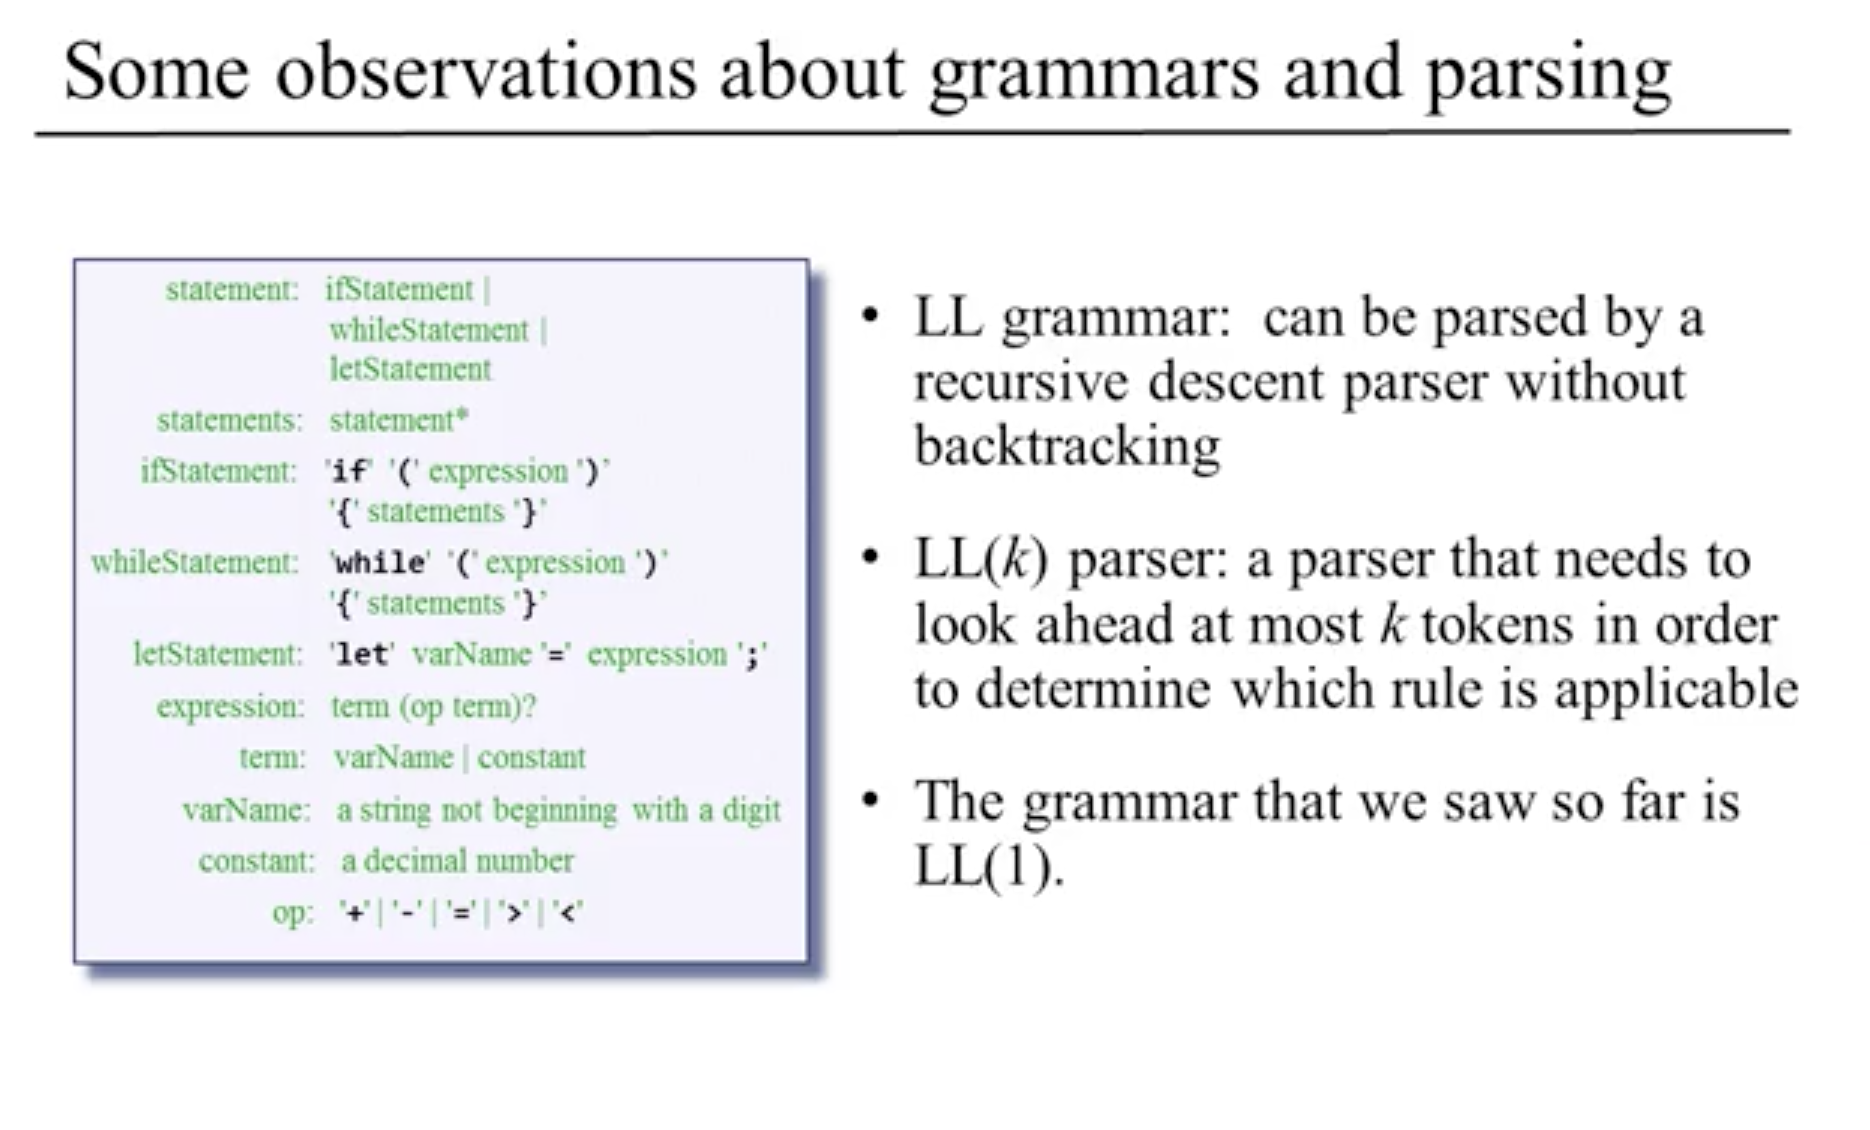 Some observations about grammars and parsing
statement: ifStatement |
whileStatement |
letStatement
statements: statement*
ifStatement: 'if' '(' expression ')'
'{' statements '}'
whileStatement: 'while' '(' expression ')'
'{' statements '}'
letStatement: 'let' varName '=' expression ';'
expression: term (op term)?
term: varName | constant
varName: a string not beginning with a digit
constant: a decimal number
op: '+' | '-' | '=' | '>' | '<'
• LL grammar: can be parsed by a
recursive descent parser without
backtracking
• LL(k) parser: a parser that needs to
look ahead at most k tokens in order
to determine which rule is applicable
• The grammar that we saw so far is
LL(1).